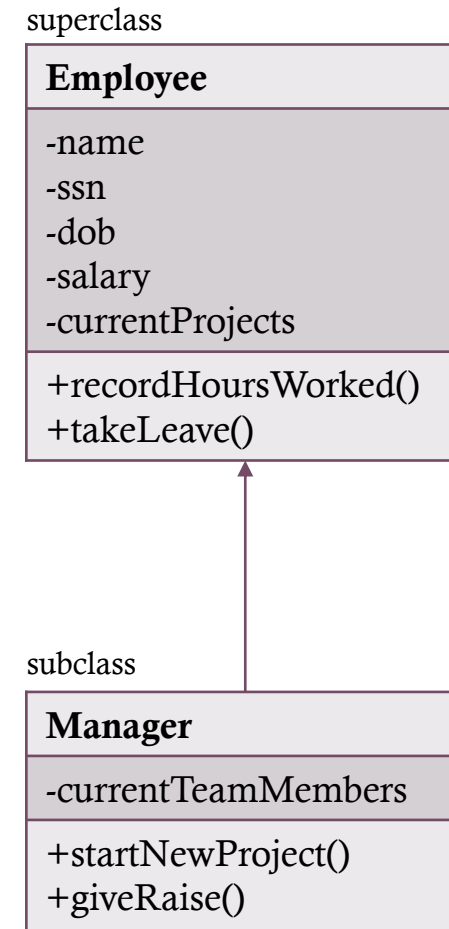 superclass
Employee
-name
-ssn
-dob
-salary
-currentProjects
+recordHoursWorked()
+takeLeave()
subclass
Manager
-currentTeamMembers
+startNewProject()
+giveRaise()